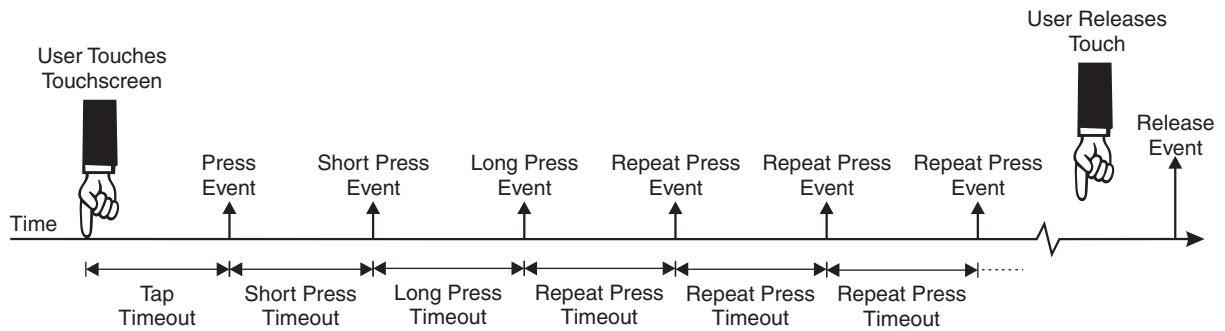 User Touches
Touchscreen
User Releases
Touch
Release
Event
Press
Event
Short Press
Event
Long Press
Event
Repeat Press
Event
Repeat Press
Event
Repeat Press
Event
Time
Tap
Timeout
Short Press
Timeout
Long Press
Timeout
Repeat Press
Timeout
Repeat Press
Timeout
Repeat Press
Timeout